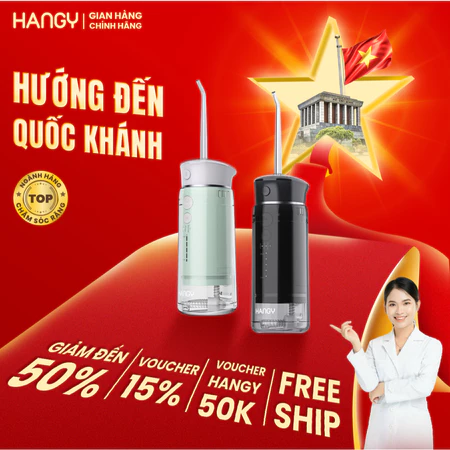 HANGY
GIAN HÀNG
CHÍNH HÃNG
HƯỚNG ĐẾN
QUỐC KHÁNH
NGÀNH HÀNG
TOP
CHĂM SÓC RĂNG
HANGY
GIẢM ĐẾN
50%
VOUCHER
15%
VOUCHER
HANGY
50K
FREE
SHIP